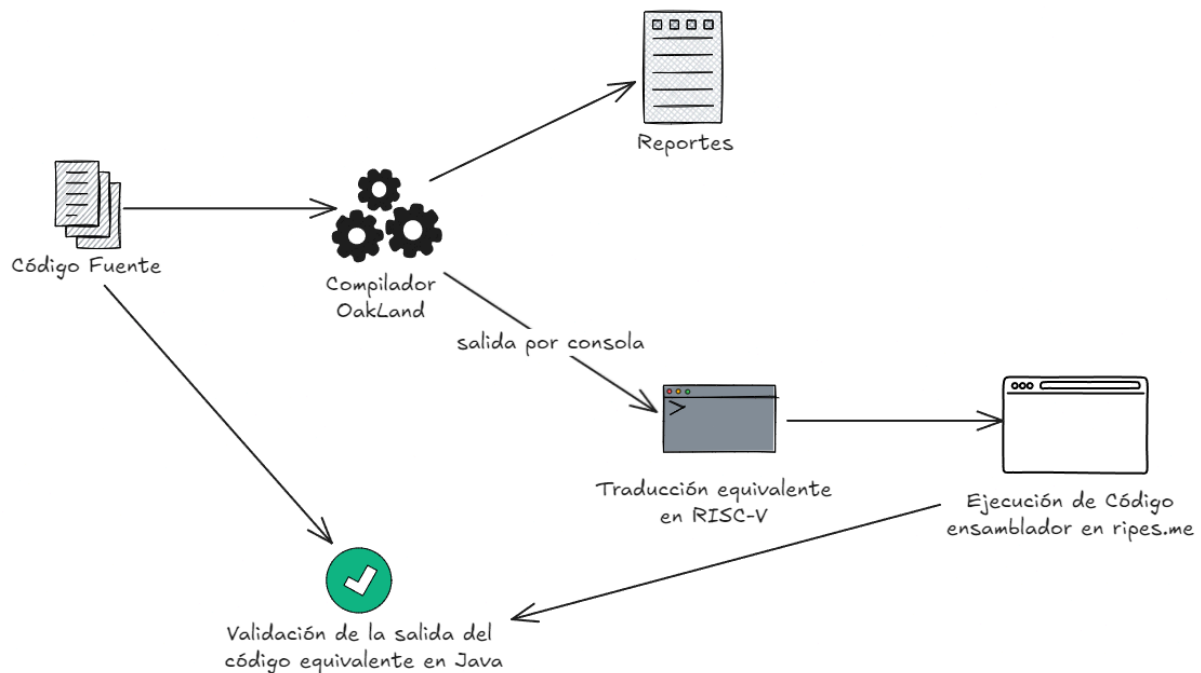 Reportes
Código Fuente
Compilador
OakLand
salida por consola
Traducción equivalente
en RISC-V
Ejecución de Código
ensamblador en ripes.me
Validación de la salida del
código equivalente en Java